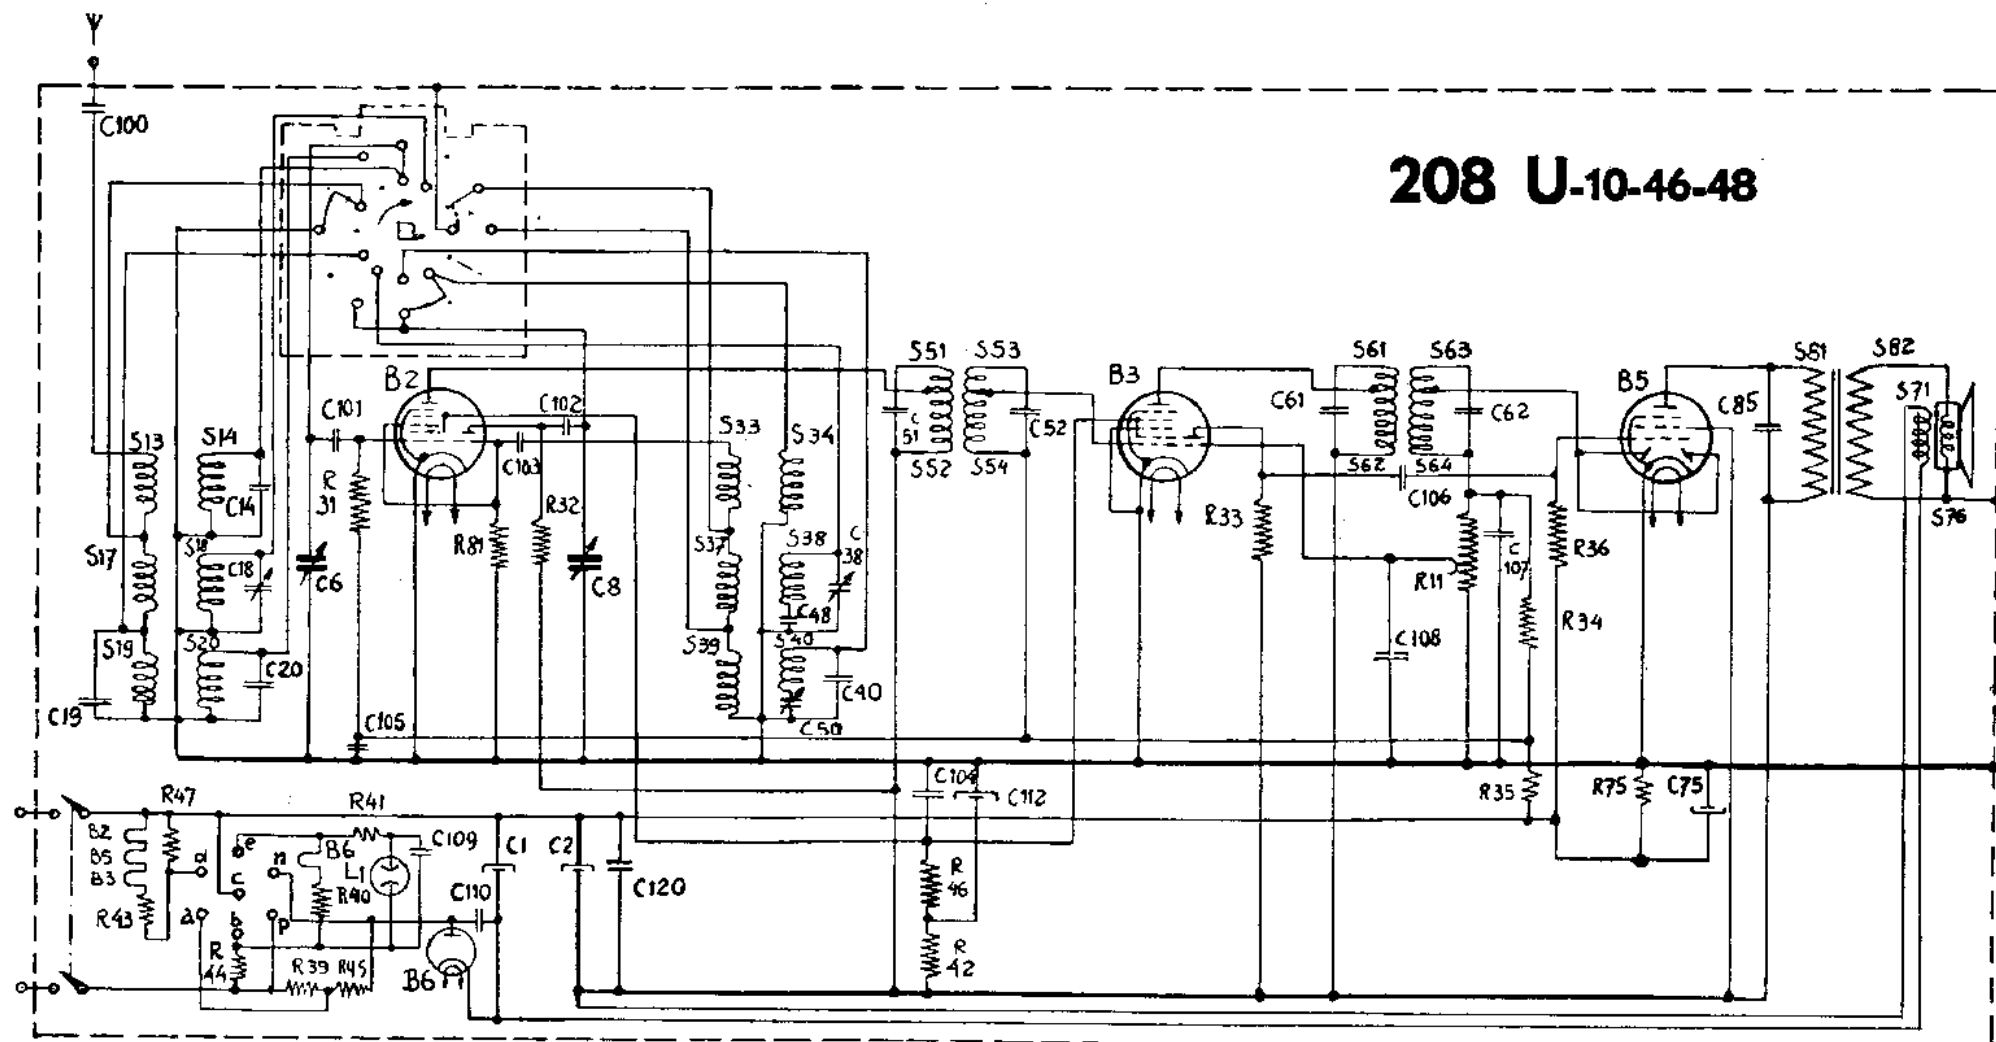 C100
208 U-10-46-48
B2
S51 S53
B3
S61 S63
B5
S81 S82
S71
C101
C102
C
51
C52
C61
C62
C85
S13 S14
S33 S34
C103
S52 S54
S62 S64
C14
R
31
R32
C106
S76
S17 S18
C18
C6
R81
C8
S37 S38
C
38
R33
R11
C
107
R36
C48
S19 S20
C20
S39 S40
C108
R34
C19
C105
C40
C50
R47
R41
C104
C112
R35
R75
C75
B2
B5
B3
R43
d
e
c
n
a
b
p
B6
L1
R40
C109
C110
C1
C2
C120
R
46
R
44
R39 R45
B6
R
42